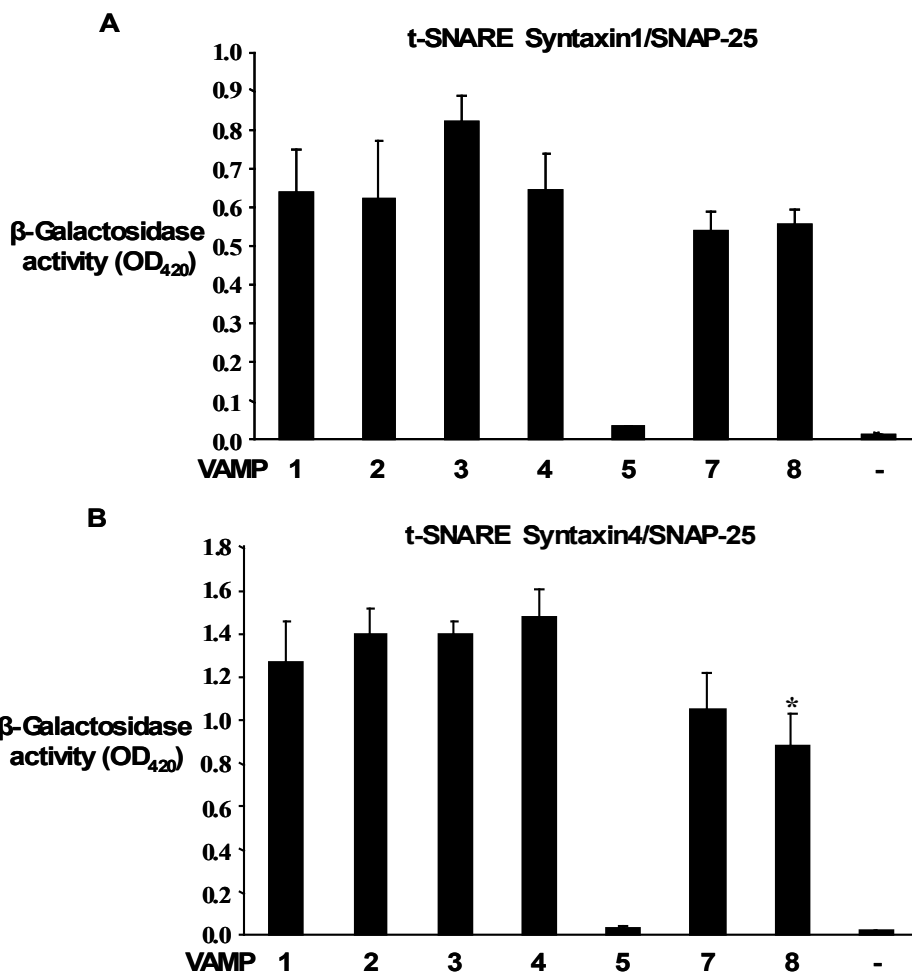 A
t-SNARE Syntaxin1/SNAP-25
1.0
0.9
0.8
0.7
0.6
0.5
0.4
0.3
0.2
0.1
0.0
β-Galactosidase
activity (OD420)
VAMP 1 2 3 4 5 7 8 -
B
t-SNARE Syntaxin4/SNAP-25
1.8
1.6
1.4
1.2
1.0
0.8
0.6
0.4
0.2
0.0
β-Galactosidase
activity (OD420)
*
VAMP 1 2 3 4 5 7 8 -